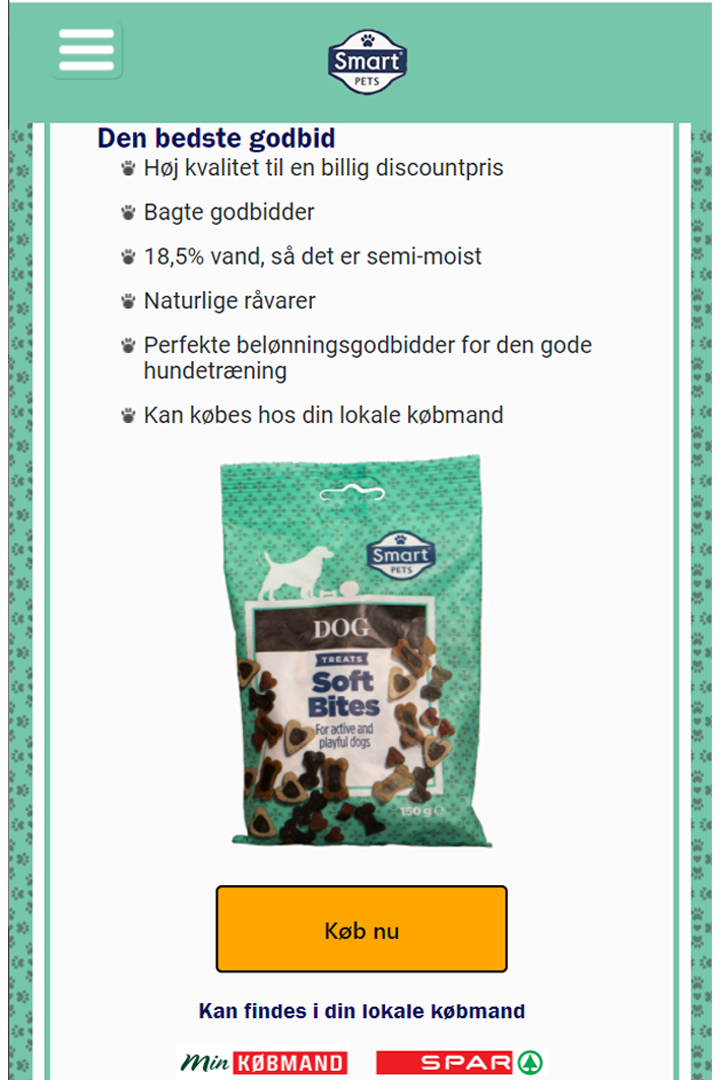 Smart
PETS
Den bedste godbid
Høj kvalitet til en billig discountpris
Bagte godbidder
18,5% vand, så det er semi-moist
Naturlige råvarer
Perfekte belønningsgodbidder for den gode
hundetræning
Kan købes hos din lokale købmand
Smart
PETS
DOG
TREATS
Soft
Bites
For active and
playful dogs
150 g e
Køb nu
Kan findes i din lokale købmand
Min KØBMAND SPAR